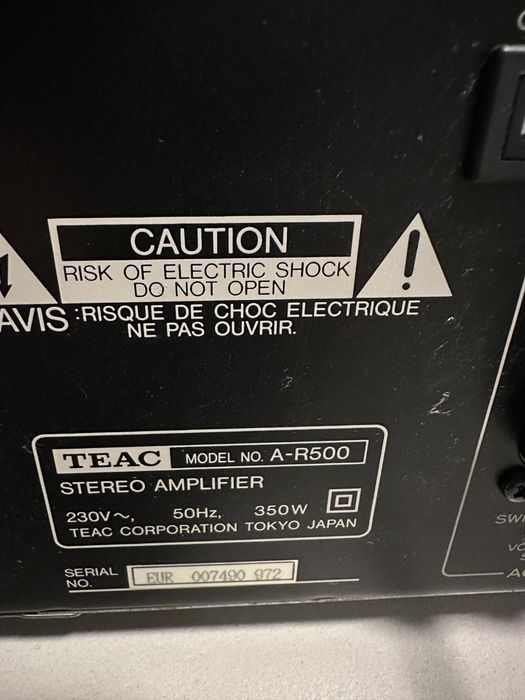 CAUTION
RISK OF ELECTRIC SHOCK
DO NOT OPEN
AVIS :RISQUE DE CHOC ELECTRIQUE
NE PAS OUVRIR.
TEAC MODEL NO. A-R500
STEREO AMPLIFIER
230V~, 50Hz, 350W
TEAC CORPORATION TOKYO JAPAN
SERIAL
NO.
EUR 007490 972